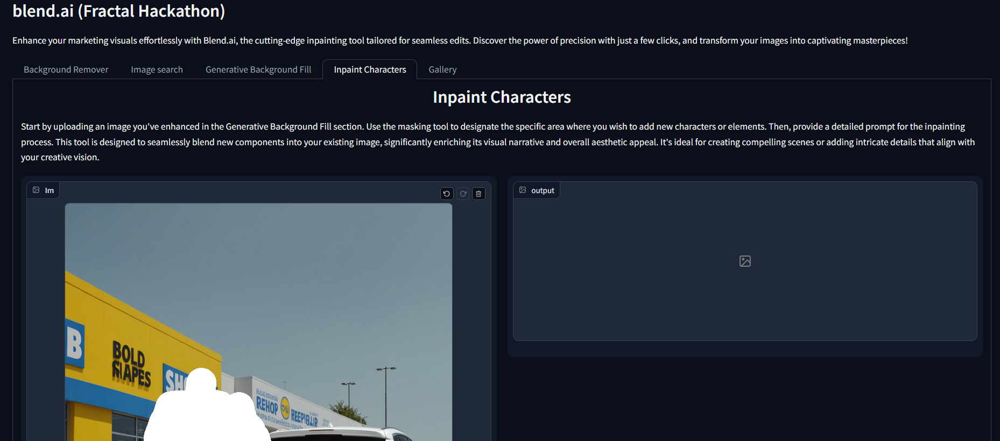 blend.ai (Fractal Hackathon)
Enhance your marketing visuals effortlessly with Blend.ai, the cutting-edge inpainting tool tailored for seamless edits. Discover the power of precision with just a few clicks, and transform your images into captivating masterpieces!
Background Remover
Image search
Generative Background Fill
Inpaint Characters
Gallery
Inpaint Characters
Start by uploading an image you've enhanced in the Generative Background Fill section. Use the masking tool to designate the specific area where you wish to add new characters or elements. Then, provide a detailed prompt for the inpainting
process. This tool is designed to seamlessly blend new components into your existing image, significantly enriching its visual narrative and overall aesthetic appeal. It's ideal for creating compelling scenes or adding intricate details that align with
your creative vision.
Im
output
B
BOLD
SH
REHOP